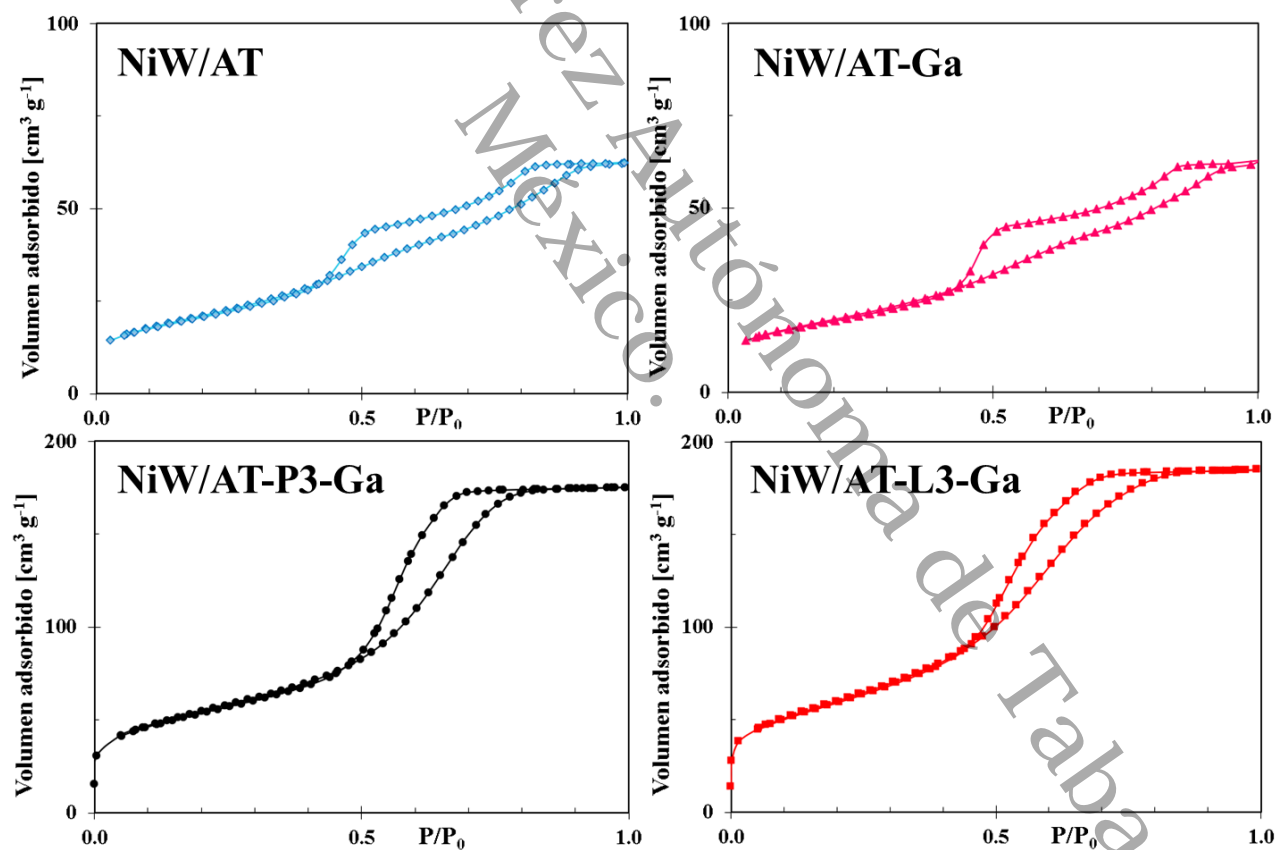 100
NiW/AT
Volumen adsorbido [cm³ g⁻¹]
50
0
0.0
0.5
P/P₀
1.0
100
NiW/AT-Ga
Volumen adsorbido [cm³ g⁻¹]
50
0
0.0
0.5
P/P₀
1.0
200
NiW/AT-P3-Ga
Volumen adsorbido [cm³ g⁻¹]
100
0
0.0
0.5
P/P₀
1.0
200
NiW/AT-L3-Ga
Volumen adsorbido [cm³ g⁻¹]
100
0
0.0
0.5
P/P₀
1.0
Autónoma de
México.